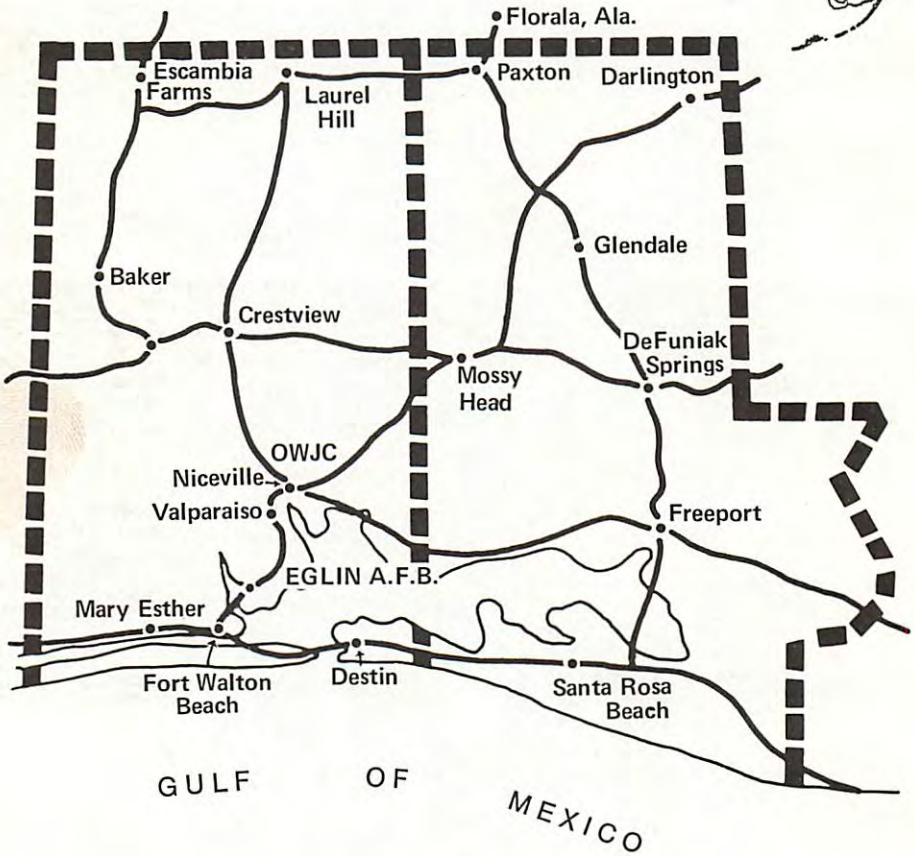 Florala, Ala.
Escambia
Farms
Laurel
Hill
Paxton
Darlington
Baker
Glendale
Crestview
DeFuniak
Springs
Mossy
Head
OWJC
Niceville
Valparaiso
Freeport
EGLIN A.F.B.
Mary Esther
Fort Walton
Beach
Destin
Santa Rosa
Beach
GULF OF MEXICO